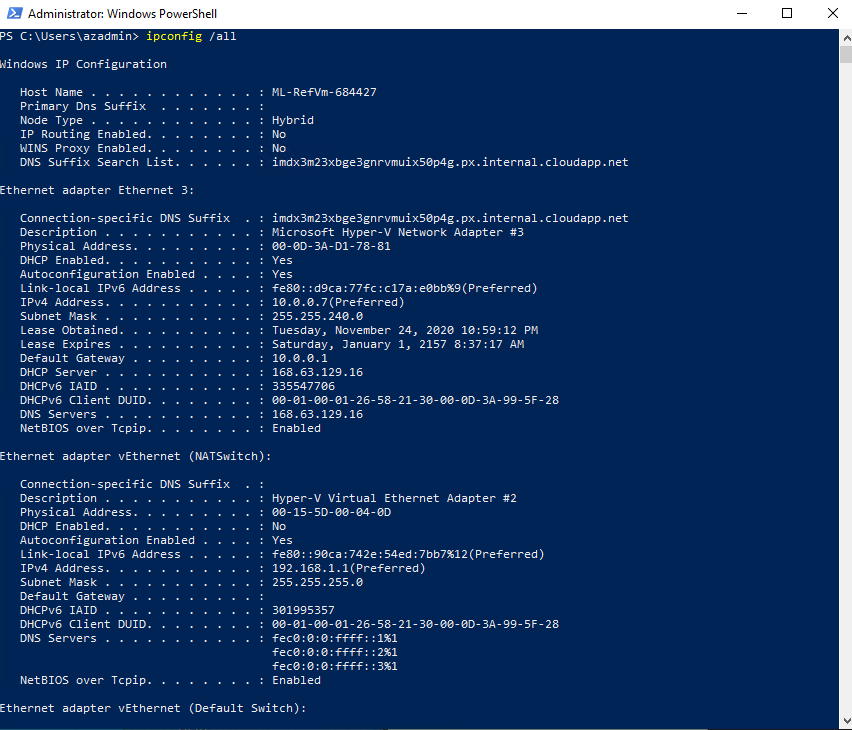 Administrator: Windows PowerShell
PS C:\Users\azadmin> ipconfig /all
Windows IP Configuration
Host Name . . . . . . . . . . . . : ML-RefVm-684427
Primary Dns Suffix  . . . . . . . :
Node Type . . . . . . . . . . . . : Hybrid
IP Routing Enabled. . . . . . . . : No
WINS Proxy Enabled. . . . . . . . : No
DNS Suffix Search List. . . . . . : imdx3m23xbge3gnrvmuix50p4g.px.internal.cloudapp.net
Ethernet adapter Ethernet 3:
Connection-specific DNS Suffix  . : imdx3m23xbge3gnrvmuix50p4g.px.internal.cloudapp.net
Description . . . . . . . . . . . : Microsoft Hyper-V Network Adapter #3
Physical Address. . . . . . . . . : 00-0D-3A-D1-78-81
DHCP Enabled. . . . . . . . . . . : Yes
Autoconfiguration Enabled . . . . : Yes
Link-local IPv6 Address . . . . . : fe80::d9ca:77fc:c17a:e0bb%9(Preferred)
IPv4 Address. . . . . . . . . . . : 10.0.0.7(Preferred)
Subnet Mask . . . . . . . . . . . : 255.255.240.0
Lease Obtained. . . . . . . . . . : Tuesday, November 24, 2020 10:59:12 PM
Lease Expires . . . . . . . . . . : Saturday, January 1, 2157 8:37:17 AM
Default Gateway . . . . . . . . . : 10.0.0.1
DHCP Server . . . . . . . . . . . : 168.63.129.16
DHCPv6 IAID . . . . . . . . . . . : 335547706
DHCPv6 Client DUID. . . . . . . . : 00-01-00-01-26-58-21-30-00-0D-3A-99-5F-28
DNS Servers . . . . . . . . . . . : 168.63.129.16
NetBIOS over Tcpip. . . . . . . . : Enabled
Ethernet adapter vEthernet (NATSwitch):
Connection-specific DNS Suffix  . :
Description . . . . . . . . . . . : Hyper-V Virtual Ethernet Adapter #2
Physical Address. . . . . . . . . : 00-15-5D-00-04-0D
DHCP Enabled. . . . . . . . . . . : No
Autoconfiguration Enabled . . . . : Yes
Link-local IPv6 Address . . . . . : fe80::90ca:742e:54ed:7bb7%12(Preferred)
IPv4 Address. . . . . . . . . . . : 192.168.1.1(Preferred)
Subnet Mask . . . . . . . . . . . : 255.255.255.0
Default Gateway . . . . . . . . . :
DHCPv6 IAID . . . . . . . . . . . : 301995357
DHCPv6 Client DUID. . . . . . . . : 00-01-00-01-26-58-21-30-00-0D-3A-99-5F-28
DNS Servers . . . . . . . . . . . : fec0:0:0:ffff::1%1
fec0:0:0:ffff::2%1
fec0:0:0:ffff::3%1
NetBIOS over Tcpip. . . . . . . . : Enabled
Ethernet adapter vEthernet (Default Switch):